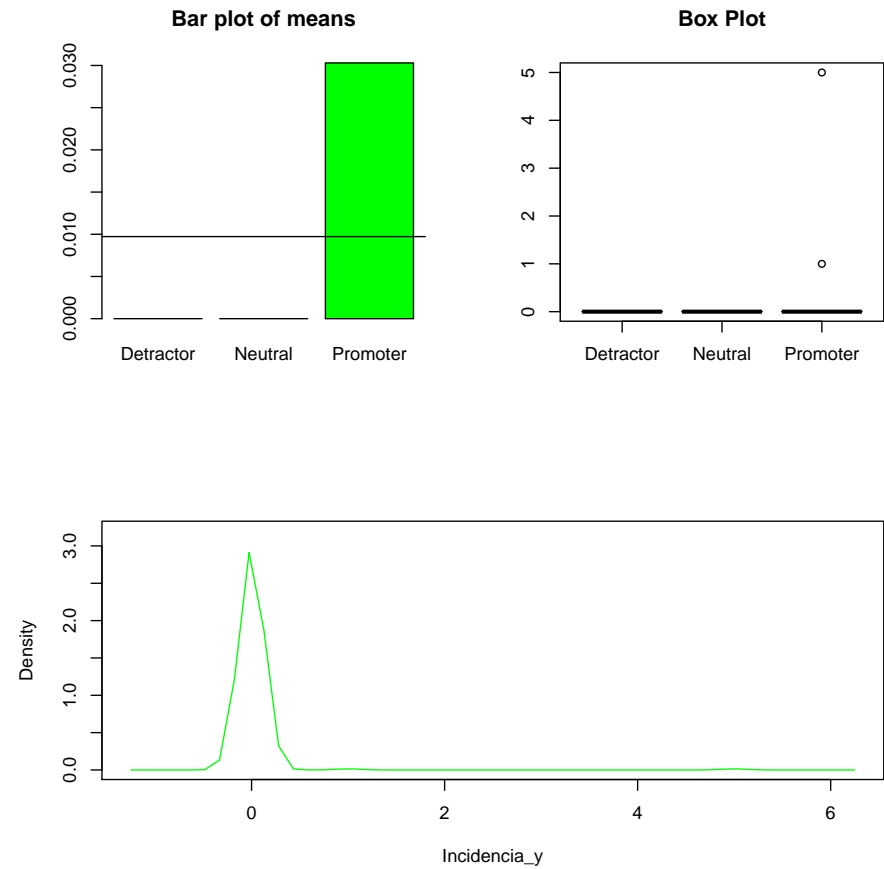 Bar plot of means
0.030
0.020
0.010
0.000
Detractor Neutral Promoter
Box Plot
5
4
3
2
1
0
Detractor Neutral Promoter
Density
3.0
2.0
1.0
0.0
0 2 4 6
Incidencia_y